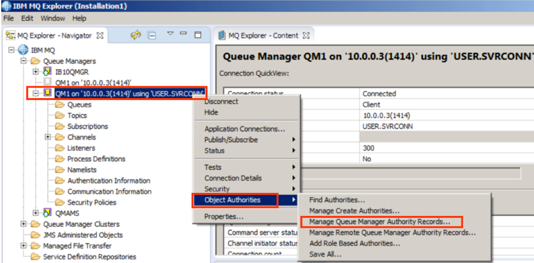 IBM MQ Explorer (Installation1)
File Edit Window Help
MQ Explorer - Navigator
MQ Explorer - Content
IBM MQ
Queue Managers
IB10QMGR
QM1 on '10.0.0.3(1414)'
QM1 on '10.0.0.3(1414)' using 'USER.SVRCONN'
Queues
Topics
Subscriptions
Channels
Listeners
Process Definitions
Namelists
Authentication Information
Communication Information
Security Policies
QMAMS
Queue Manager Clusters
JMS Administered Objects
Managed File Transfer
Service Definition Repositories
Disconnect
Hide
Application Connections...
Publish/Subscribe
Status
Tests
Connection Details
Security
Object Authorities
Properties...
Queue Manager QM1 on '10.0.0.3(1414)' using 'USER.SVRC
Connection QuickView:
Connection status
Connected
Client
10.0.0.3(1414)
USER.SVRCONN
300
No
Find Authorities...
Manage Create Authorities...
Manage Queue Manager Authority Records...
Manage Remote Queue Manager Authority Records...
Add Role Based Authorities...
Save All...
Command server status
Channel initiator status
Connection count